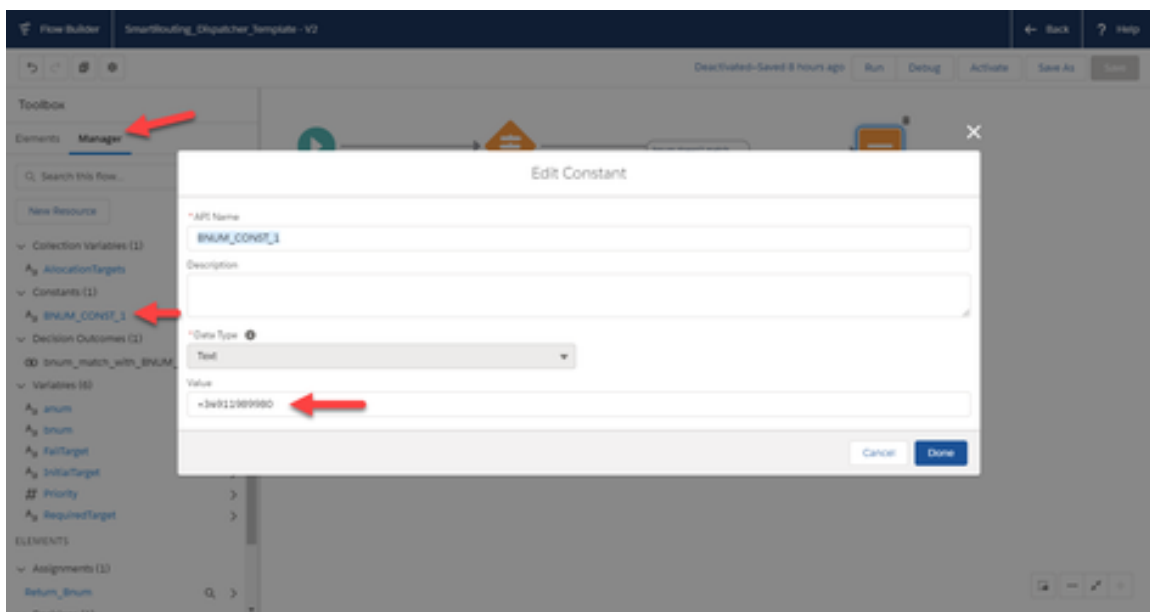 Flow Builder SmartRouting_Dispatcher_Template - V2 ← Back ? Help
Deactivated–Saved 8 hours ago Run Debug Activate Save As Save
Toolbox
Elements Manager
Search this flow...
New Resource
Collection Variables (1)
AllocationTargets
Constants (1)
BNUM_CONST_1
Decision Outcomes (1)
bnum_match_with_BNUM_
Variables (6)
anum
bnum
FailTarget
InitialTarget
Priority
RequiredTarget
ELEMENTS
Assignments (1)
Return_Bnum
Edit Constant
*API Name
BNUM_CONST_1
Description
*Data Type
Text
Value
Cancel Done